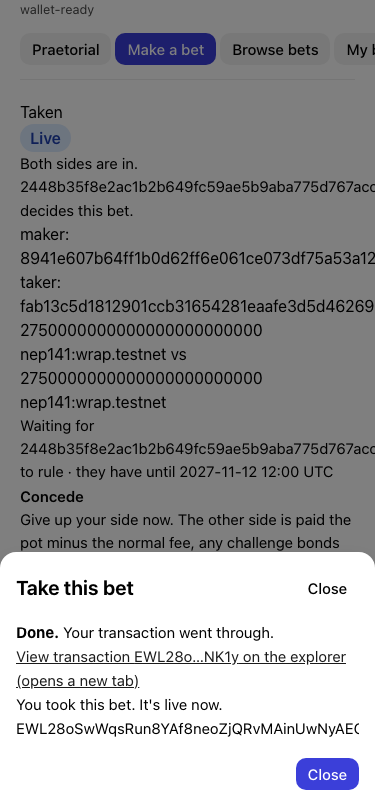 wallet-ready
Praetorial Make a bet Browse bets My b
Taken
Live
Both sides are in.
2448b35f8e2ac1b2b649fc59ae5b9aba775d767acc
decides this bet.
maker:
8941e607b64ff1b0d62ff6e061ce073df75a53a12
taker:
fab13c5d1812901ccb31654281eaafe3d5d46269
2750000000000000000000000
nep141:wrap.testnet vs
2750000000000000000000000
nep141:wrap.testnet
Waiting for
2448b35f8e2ac1b2b649fc59ae5b9aba775d767acc
to rule · they have until 2027-11-12 12:00 UTC
Concede
Give up your side now. The other side is paid the
pot minus the normal fee, any challenge bonds
Take this bet Close
Done. Your transaction went through.
View transaction EWL28o...NK1y on the explorer
(opens a new tab)
You took this bet. It's live now.
EWL28oSwWqsRun8YAf8neoZjQRvMAinUwNyAEC
Close